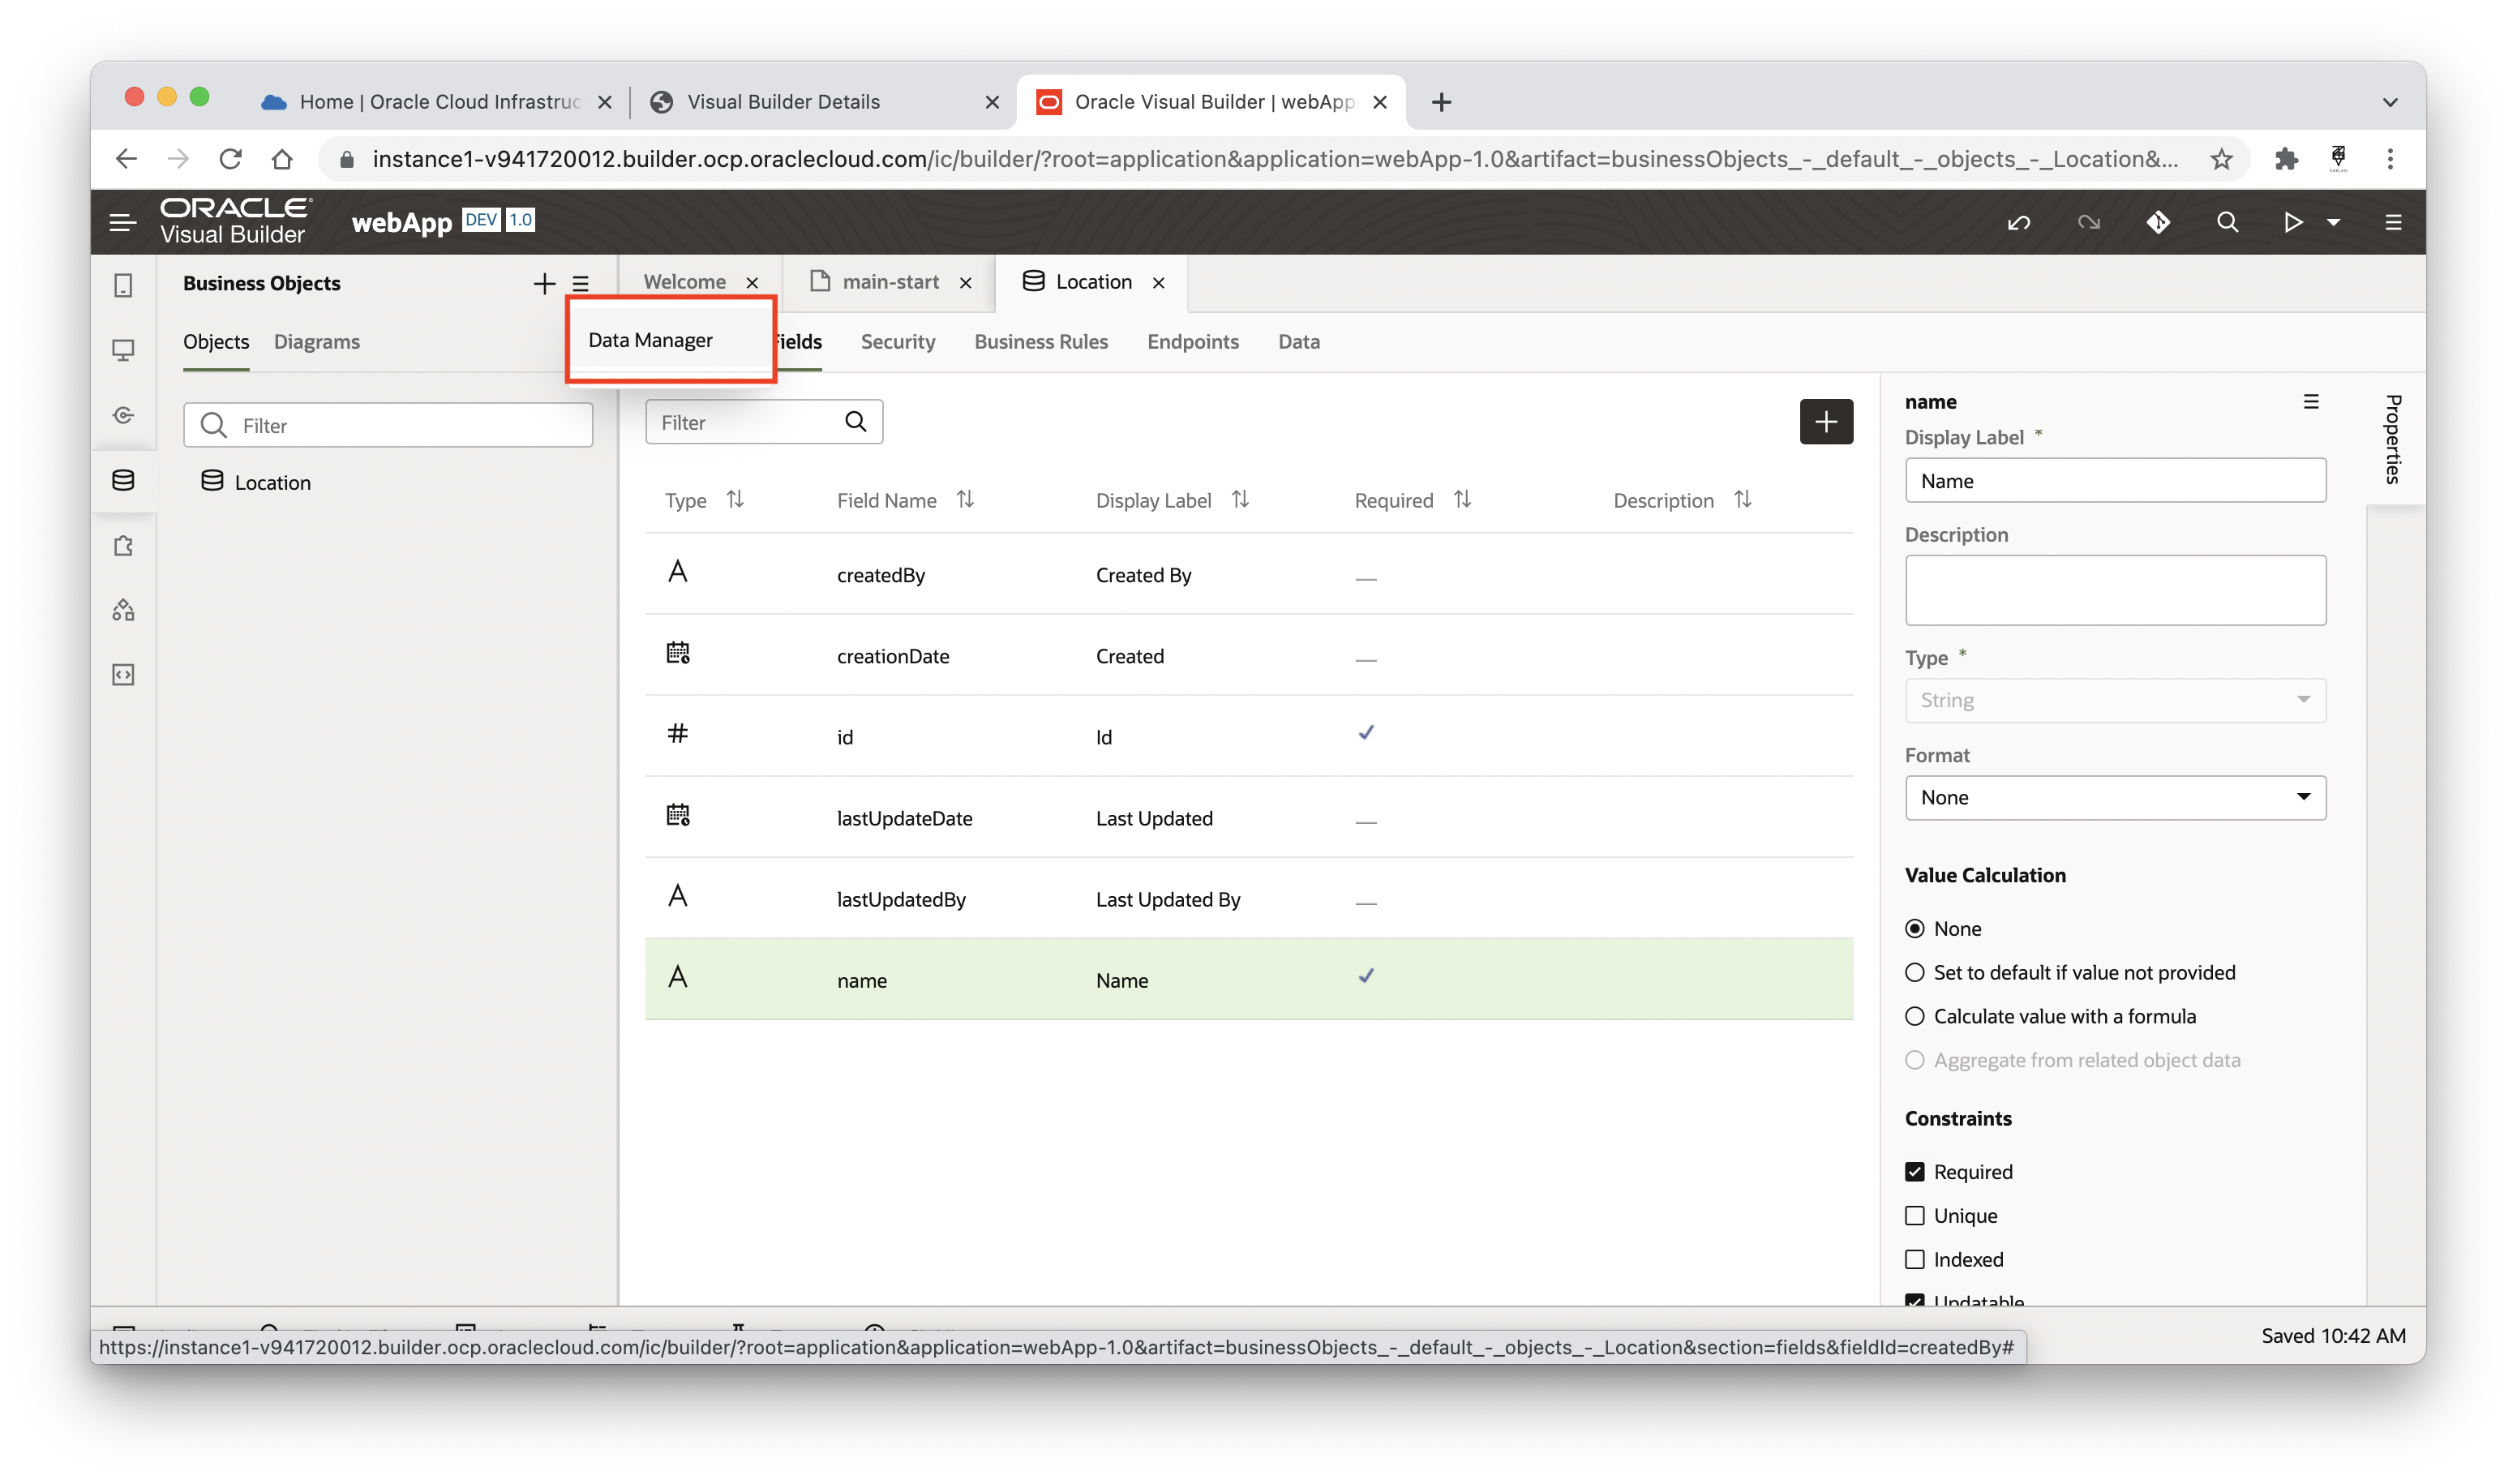 Home | Oracle Cloud Infrastruc
Visual Builder Details
Oracle Visual Builder | webApp
instance1-v941720012.builder.ocp.oraclecloud.com/ic/builder/?root=application&application=webApp-1.0&artifact=businessObjects_-_default_-_objects_-_Location&...
ORACLE
Visual Builder
webApp DEV 1.0
Business Objects
Welcome
main-start
Location
Objects Diagrams
Data Manager
Fields Security Business Rules Endpoints Data
Filter
Location
Filter
Type Field Name Display Label Required Description
createdBy Created By
creationDate Created
id Id
lastUpdateDate Last Updated
lastUpdatedBy Last Updated By
name Name
name
Display Label *
Name
Description
Type *
String
Format
None
Value Calculation
None
Set to default if value not provided
Calculate value with a formula
Aggregate from related object data
Constraints
Required
Unique
Indexed
Updatable
Properties
https://instance1-v941720012.builder.ocp.oraclecloud.com/ic/builder/?root=application&application=webApp-1.0&artifact=businessObjects_-_default_-_objects_-_Location&section=fields&fieldId=createdBy#
Saved 10:42 AM